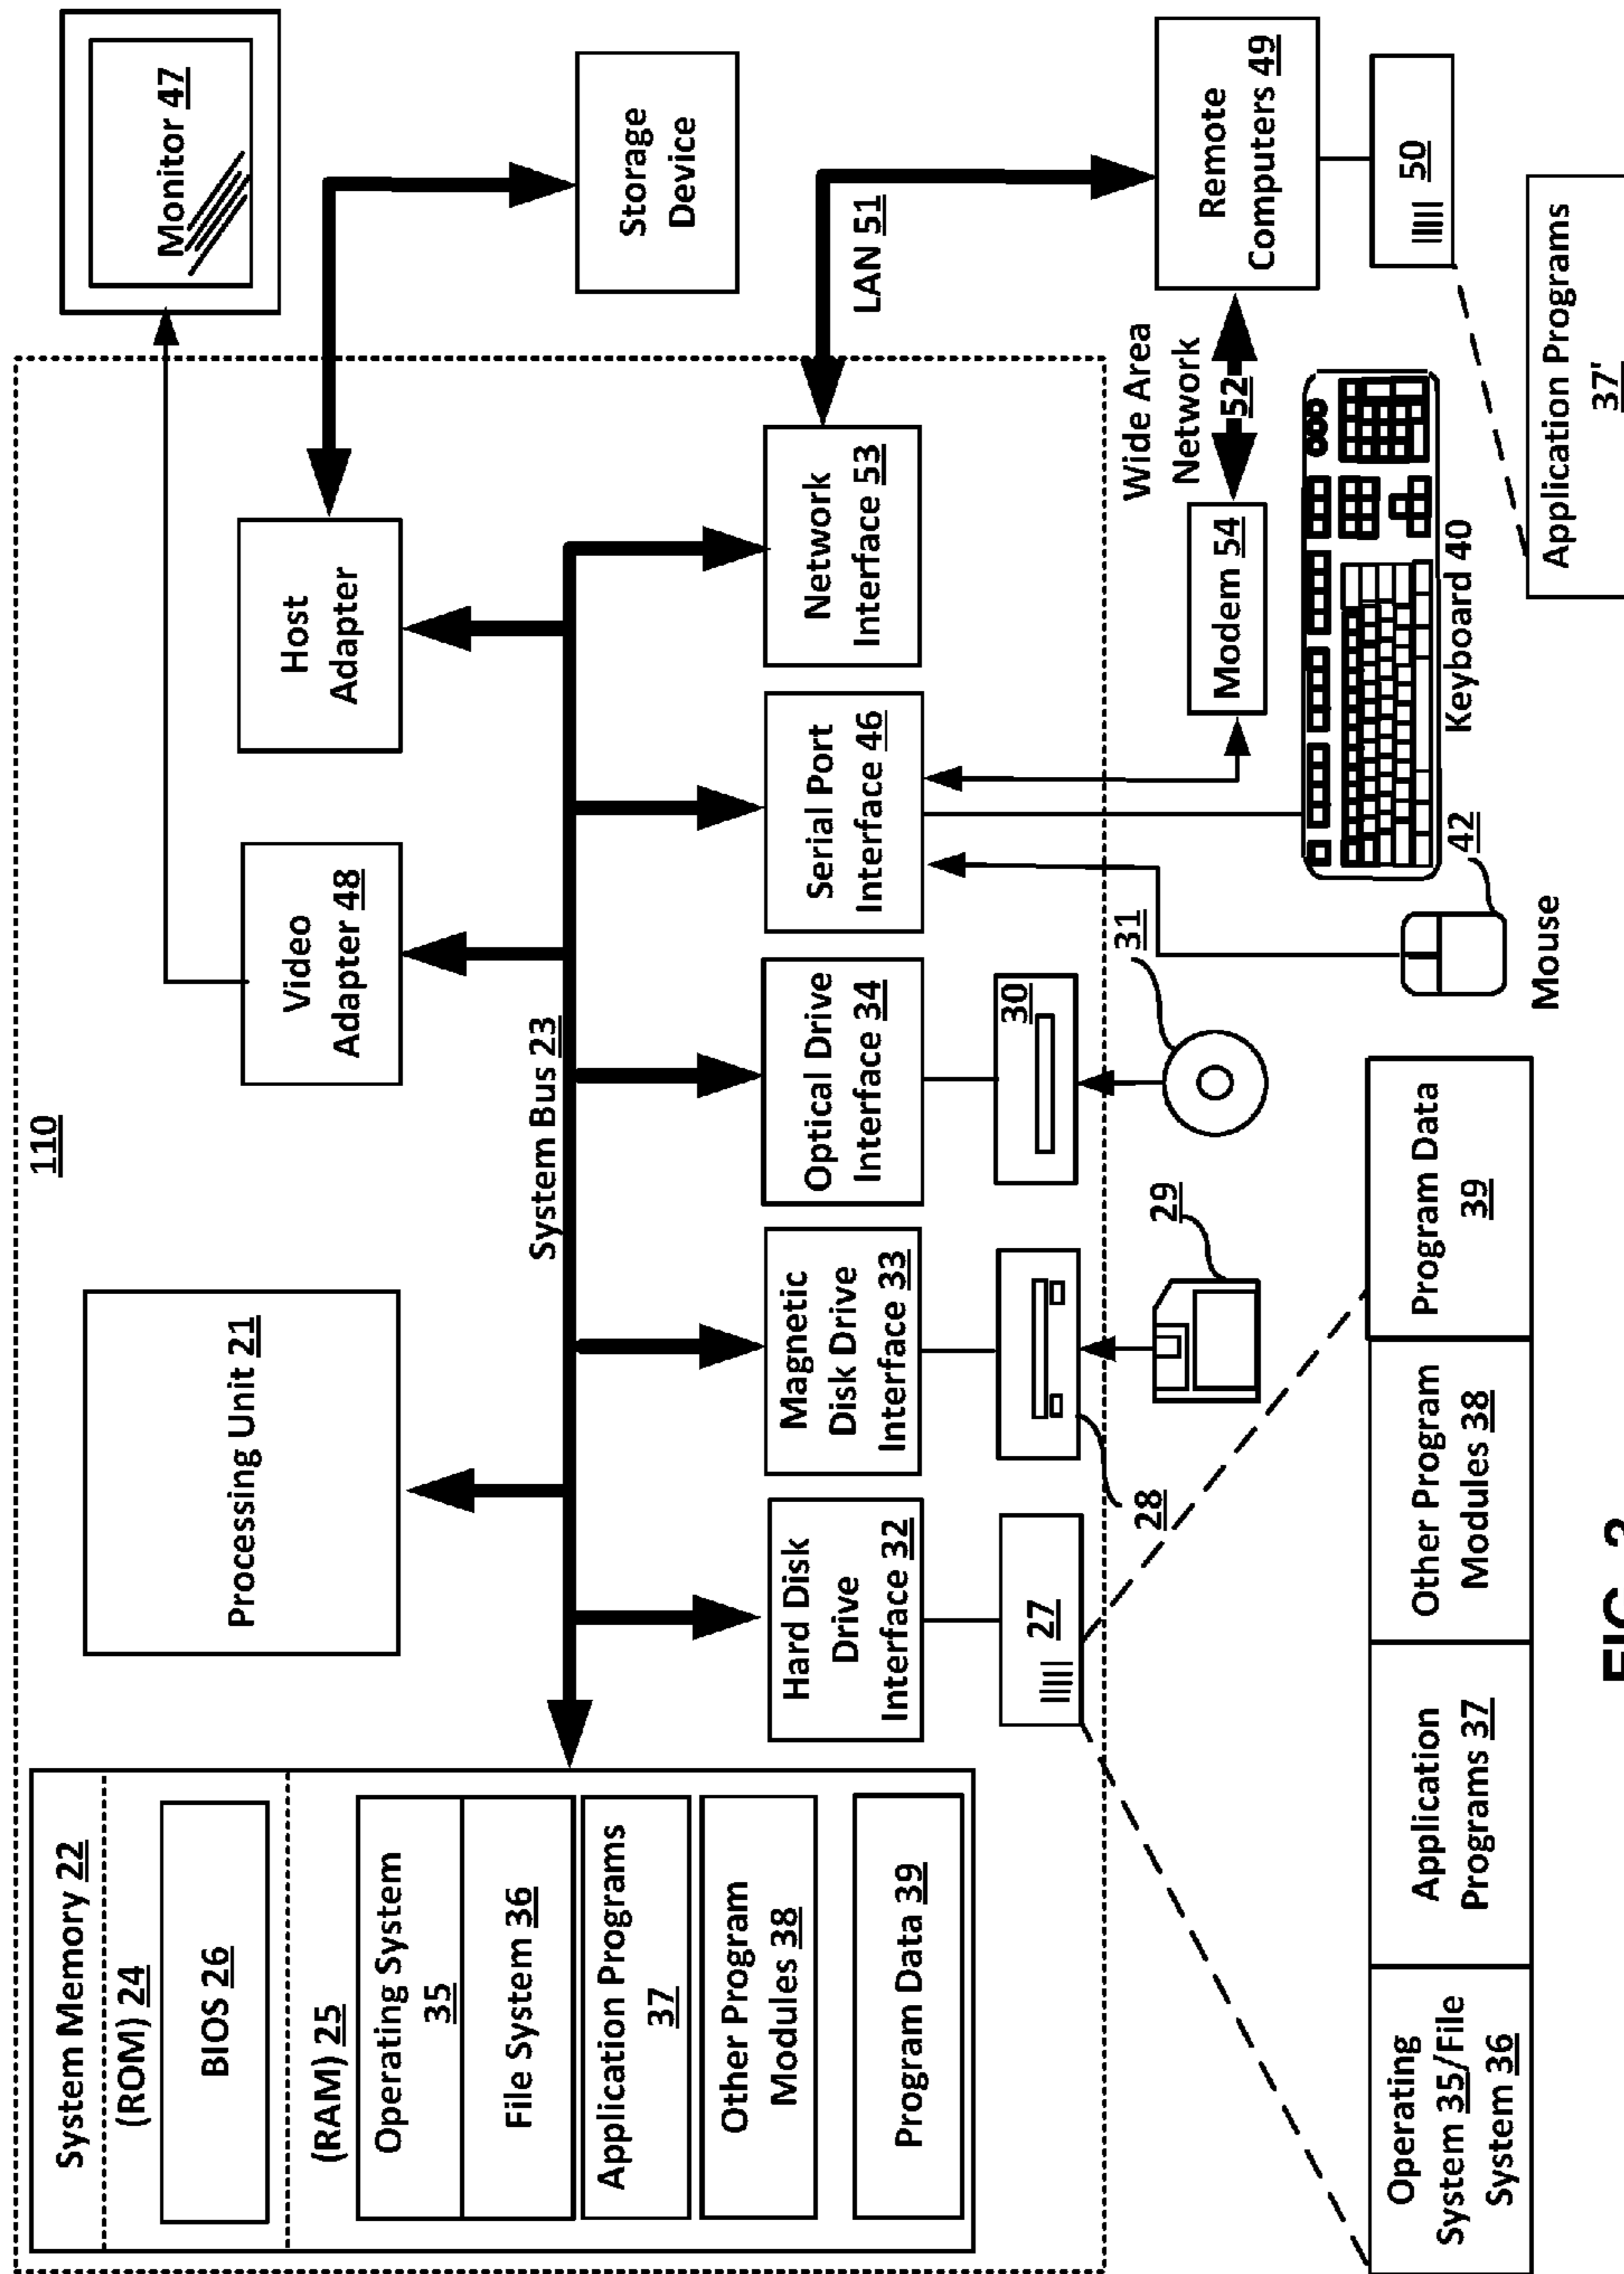 110
System Memory 22
(ROM) 24
BIOS 26
(RAM) 25
Operating System
35
File System 36
Application Programs
37
Other Program
Modules 38
Program Data 39
Processing Unit 21
Video
Adapter 48
Host
Adapter
Monitor 47
Storage
Device
System Bus 23
Hard Disk
Drive
Interface 32
Magnetic
Disk Drive
Interface 33
Optical Drive
Interface 34
Serial Port
Interface 46
Network
Interface 53
LAN 51
27
28
29
30
31
Wide Area
Network
52
Modem 54
Remote
Computers 49
50
Keyboard 40
42
Mouse
Operating
System 35/File
System 36
Application
Programs 37
Other Program
Modules 38
Program Data
39
Application Programs
37'
FIG.